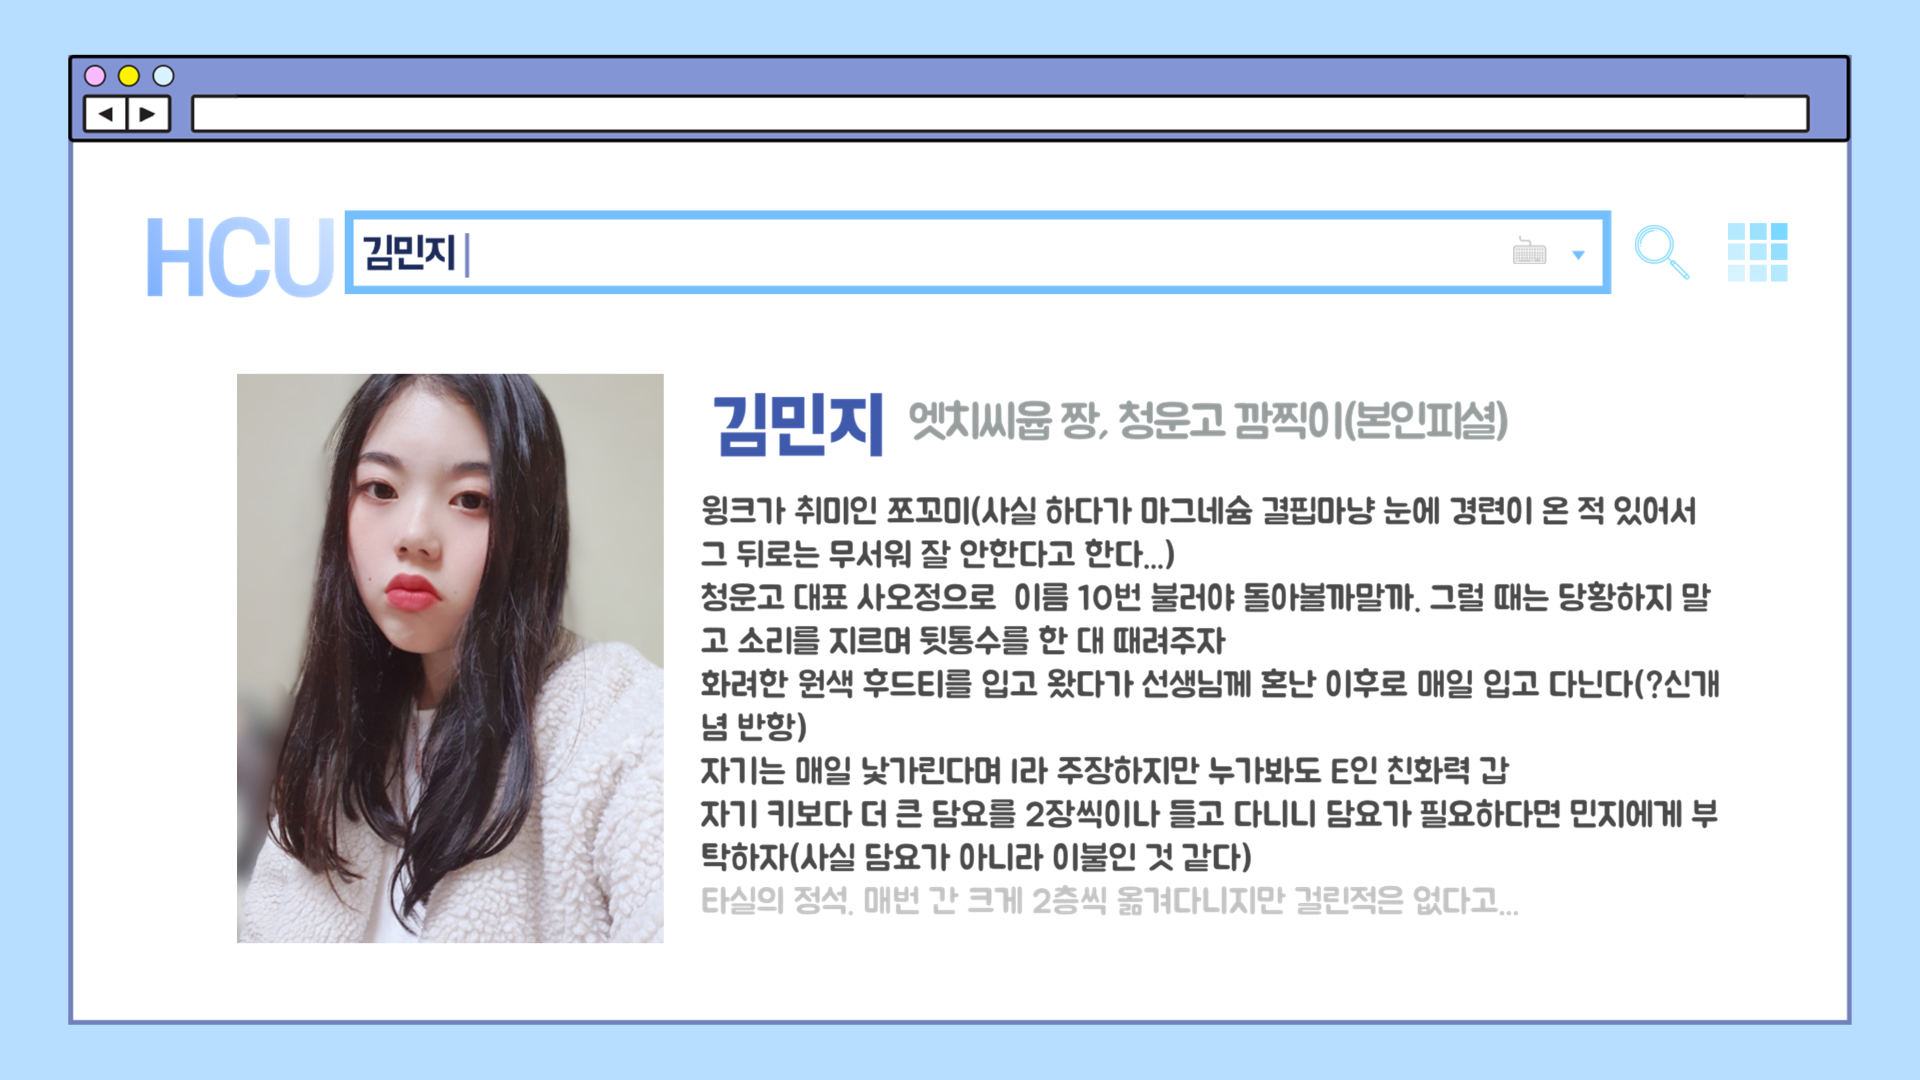 HCU
김민지
김민지 엣치씨윱 짱, 청운고 깜찍이(본인피셜)
윙크가 취미인 쪼꼬미(사실 하다가 마그네슘 결핍마냥 눈에 경련이 온 적 있어서
그 뒤로는 무서워 잘 안한다고 한다...)
청운고 대표 사오정으로 이름 10번 불러야 돌아볼까말까. 그럴 때는 당황하지 말
고 소리를 지르며 뒷통수를 한 대 때려주자
화려한 원색 후드티를 입고 왔다가 선생님께 혼난 이후로 매일 입고 다닌다(?신개
념 반항)
자기는 매일 낯가린다며 I라 주장하지만 누가봐도 E인 친화력 갑
자기 키보다 더 큰 담요를 2장씩이나 들고 다니니 담요가 필요하다면 민지에게 부
탁하자(사실 담요가 아니라 이불인 것 같다)
타실의 정석. 매번 간 크게 2층씩 옮겨다니지만 걸린적은 없다고...